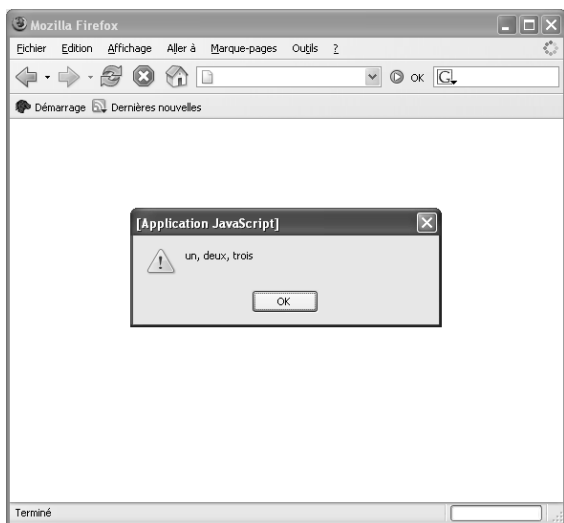 Mozilla Firefox
Fichier Edition Affichage Aller à Marque-pages Outils ?
OK G
Démarrage Dernières nouvelles
[Application JavaScript]
un, deux, trois
OK
Terminé